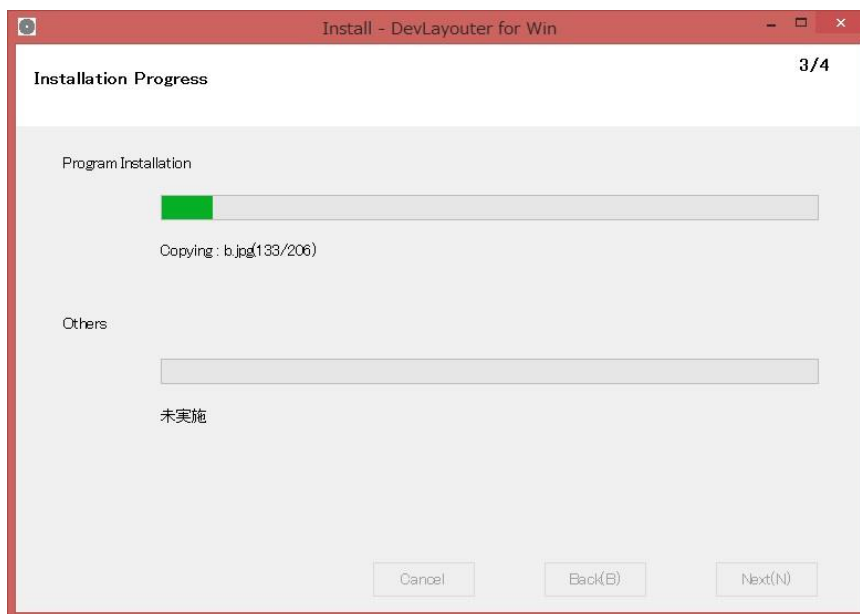 Install - DevLayouter for Win
3/4
Installation Progress
Program Installation
Copying : b.jpg(133/206)
Others
未実施
Cancel
Back(B)
Next(N)